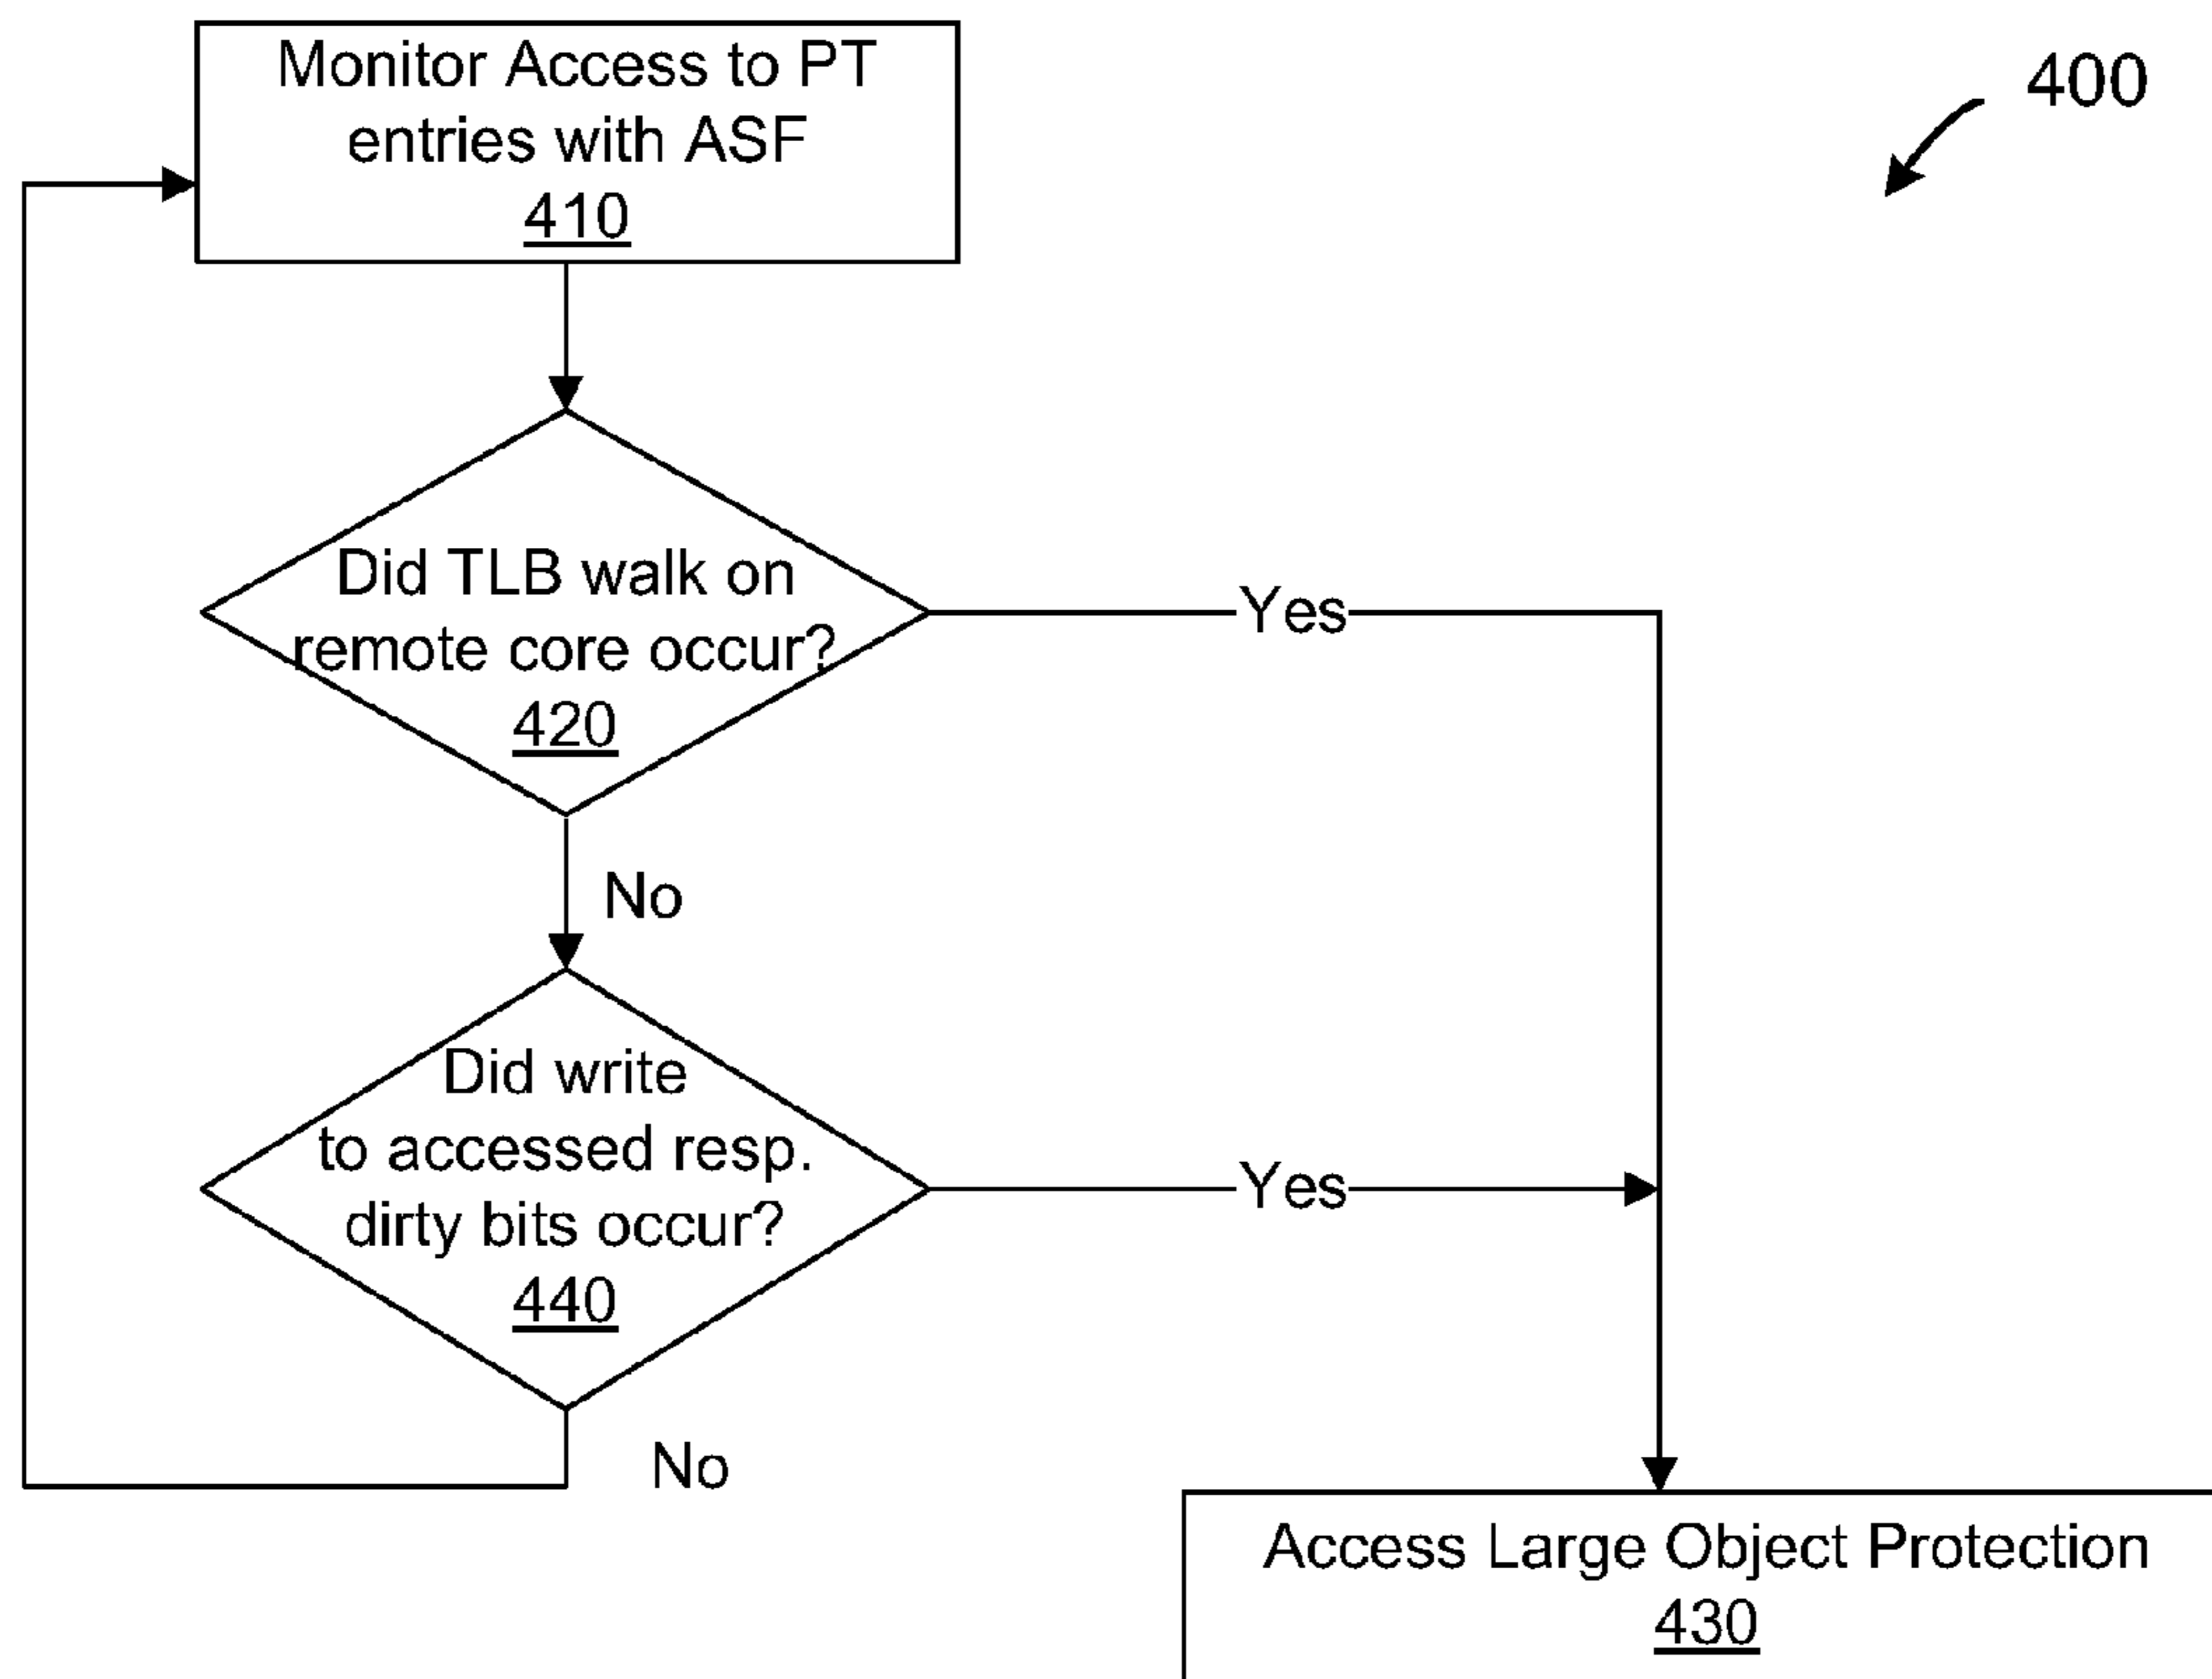 Monitor Access to PT
entries with ASF
410
400
Did TLB walk on
remote core occur?
420
Yes
No
Did write
to accessed resp.
dirty bits occur?
440
Yes
No
Access Large Object Protection
430